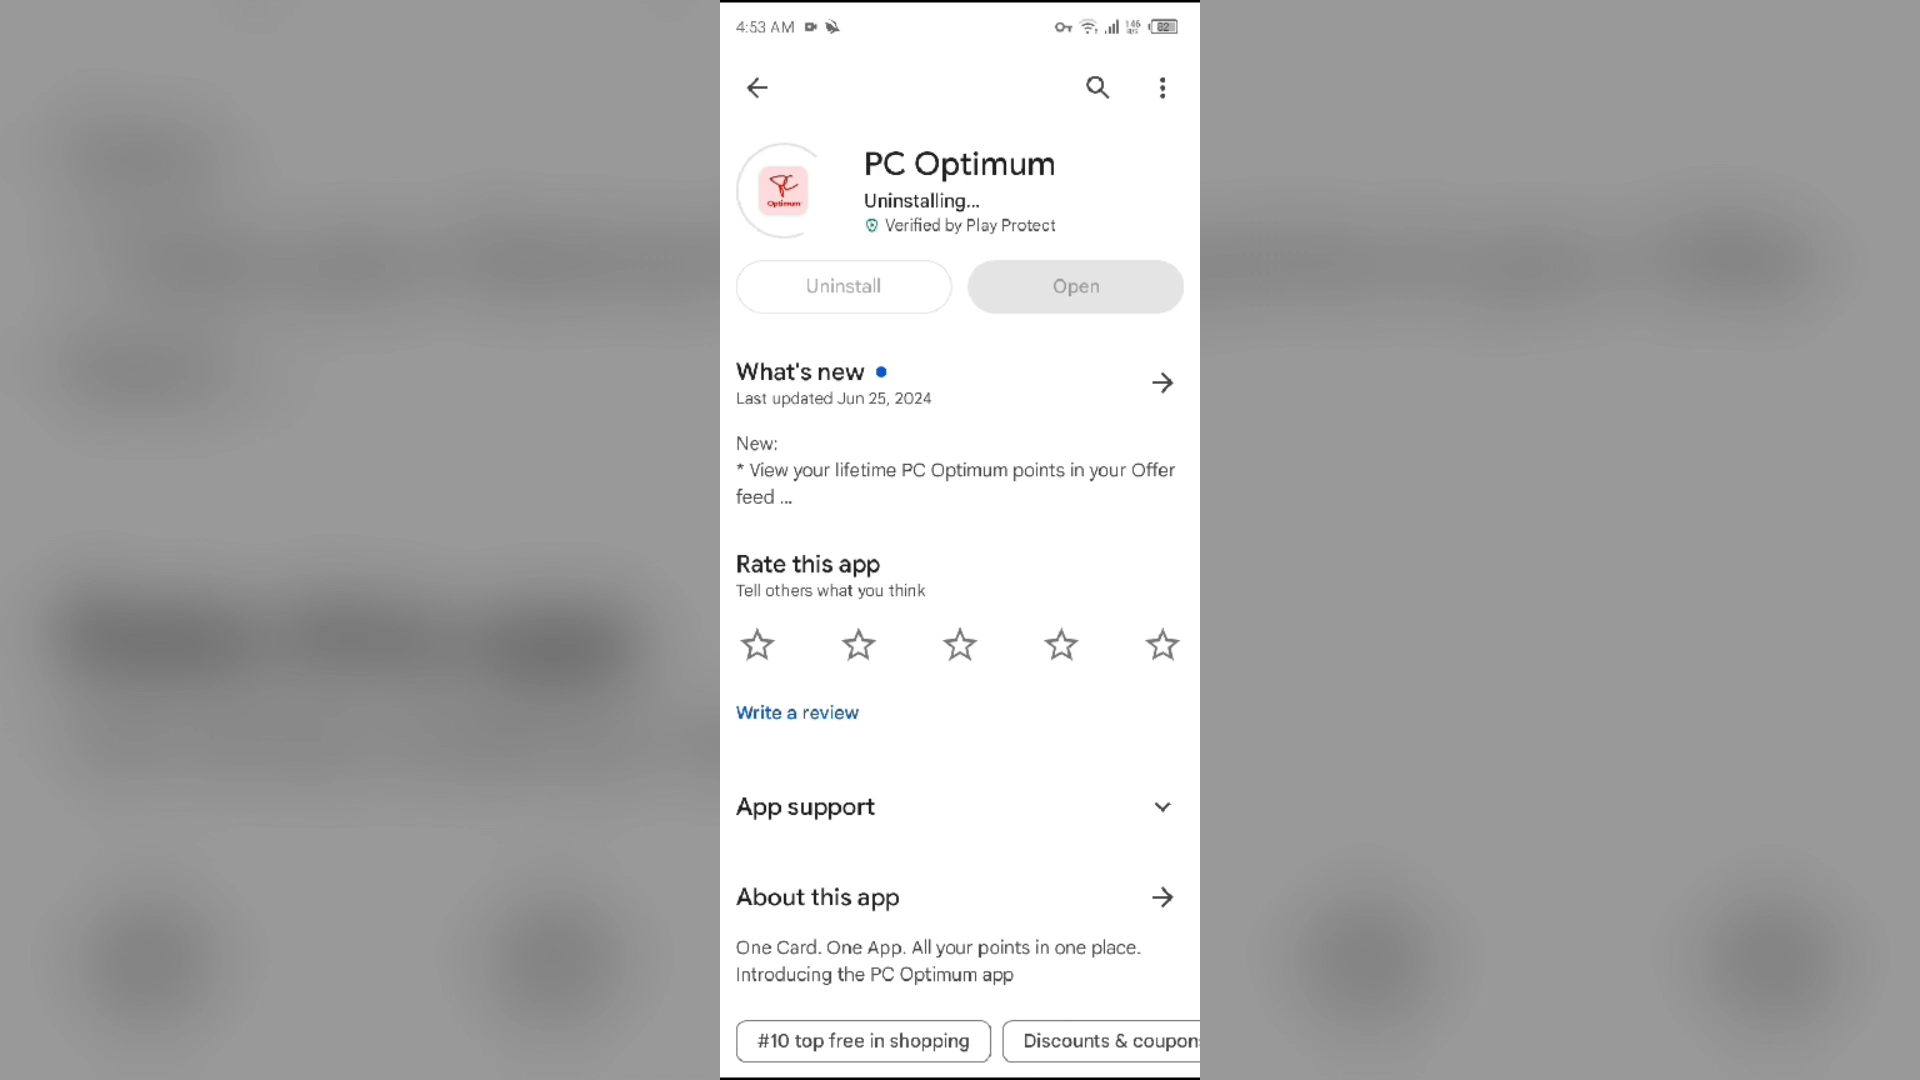 4:53 AM
82
PC Optimum
Optimum
Uninstalling...
Verified by Play Protect
Uninstall
Open
What's new
Last updated Jun 25, 2024
New:
* View your lifetime PC Optimum points in your Offer
feed ...
Rate this app
Tell others what you think
Write a review
App support
About this app
One Card. One App. All your points in one place.
Introducing the PC Optimum app
#10 top free in shopping
Discounts & coupon